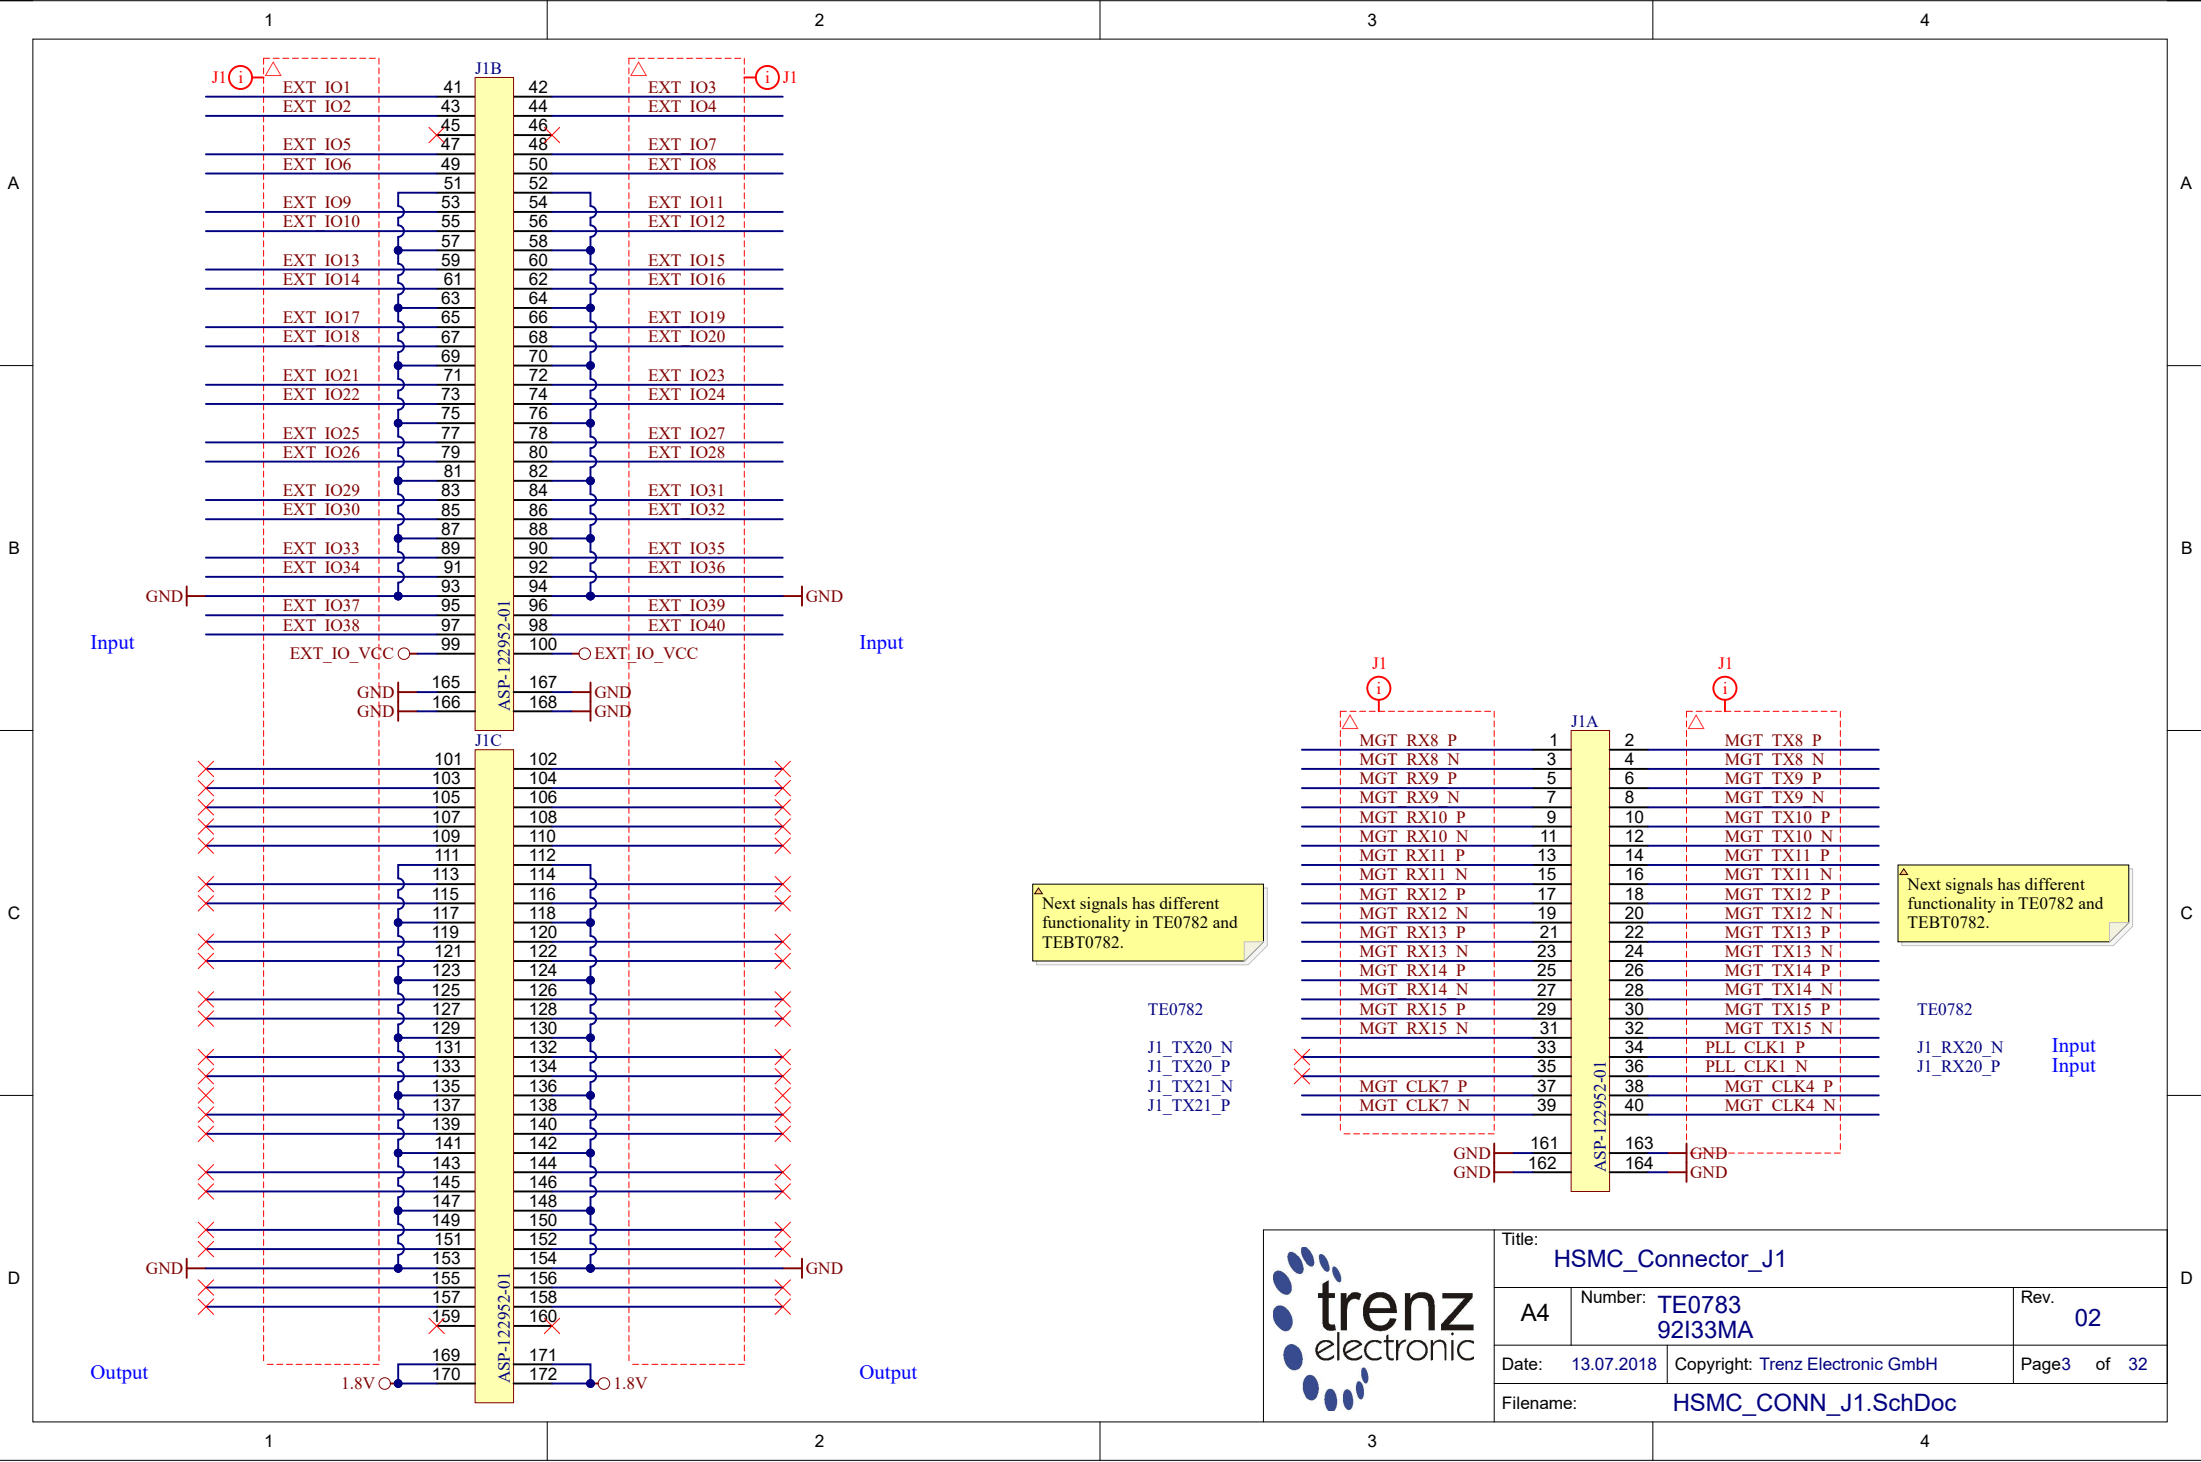 1 2 3 4
A A
B B
C C
D D
J1 i J1B i J1
EXT_IO1 41 42 EXT_IO3
EXT_IO2 43 44 EXT_IO4
45 46
EXT_IO5 47 48 EXT_IO7
EXT_IO6 49 50 EXT_IO8
51 52
EXT_IO9 53 54 EXT_IO11
EXT_IO10 55 56 EXT_IO12
57 58
EXT_IO13 59 60 EXT_IO15
EXT_IO14 61 62 EXT_IO16
63 64
EXT_IO17 65 66 EXT_IO19
EXT_IO18 67 68 EXT_IO20
69 70
EXT_IO21 71 72 EXT_IO23
EXT_IO22 73 74 EXT_IO24
75 76
EXT_IO25 77 78 EXT_IO27
EXT_IO26 79 80 EXT_IO28
81 82
EXT_IO29 83 84 EXT_IO31
EXT_IO30 85 86 EXT_IO32
87 88
EXT_IO33 89 90 EXT_IO35
EXT_IO34 91 92 EXT_IO36
GND 93 94 GND
EXT_IO37 95 96 EXT_IO39
EXT_IO38 97 98 EXT_IO40
Input EXT_IO_VCC 99 100 EXT_IO_VCC Input
GND 165 167 GND
GND 166 168 GND
ASP-122952-01
J1C
101 102
103 104
105 106
107 108
109 110
111 112
113 114
115 116
117 118
119 120
121 122
123 124
125 126
127 128
129 130
131 132
133 134
135 136
137 138
139 140
141 142
143 144
145 146
147 148
149 150
151 152
GND 153 154 GND
155 156
157 158
159 160
169 171
Output 1.8V 170 172 1.8V Output
ASP-122952-01
J1 i J1 i
J1A
MGT_RX8_P 1 2 MGT_TX8_P
MGT_RX8_N 3 4 MGT_TX8_N
MGT_RX9_P 5 6 MGT_TX9_P
MGT_RX9_N 7 8 MGT_TX9_N
MGT_RX10_P 9 10 MGT_TX10_P
MGT_RX10_N 11 12 MGT_TX10_N
MGT_RX11_P 13 14 MGT_TX11_P
MGT_RX11_N 15 16 MGT_TX11_N
MGT_RX12_P 17 18 MGT_TX12_P
MGT_RX12_N 19 20 MGT_TX12_N
MGT_RX13_P 21 22 MGT_TX13_P
MGT_RX13_N 23 24 MGT_TX13_N
MGT_RX14_P 25 26 MGT_TX14_P
MGT_RX14_N 27 28 MGT_TX14_N
TE0782 MGT_RX15_P 29 30 MGT_TX15_P TE0782
MGT_RX15_N 31 32 MGT_TX15_N
J1_TX20_N 33 34 PLL_CLK1_P J1_RX20_N Input
J1_TX20_P 35 36 PLL_CLK1_N J1_RX20_P Input
J1_TX21_N MGT_CLK7_P 37 38 MGT_CLK4_P
J1_TX21_P MGT_CLK7_N 39 40 MGT_CLK4_N
GND 161 163 GND
GND 162 164 GND
ASP-122952-01
Next signals has different
functionality in TE0782 and
TEBT0782.
Next signals has different
functionality in TE0782 and
TEBT0782.
trenz
electronic
Title:
HSMC_Connector_J1
A4 Number: TE0783
92I33MA
Rev.
02
Date: 13.07.2018 Copyright: Trenz Electronic GmbH Page3 of 32
Filename: HSMC_CONN_J1.SchDoc
1 2 3 4